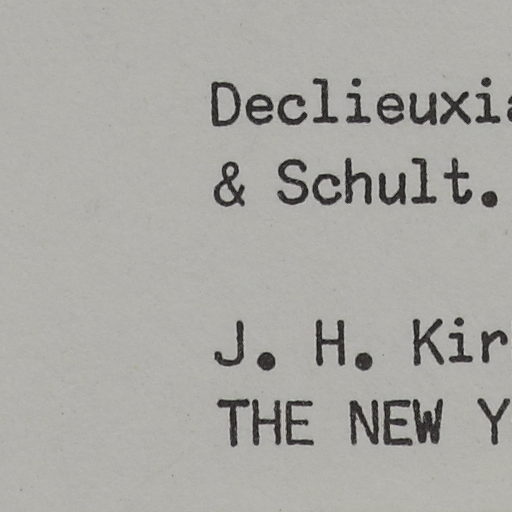 Declieuxia
& Schult.
J. H. Kir
THE NEW Y